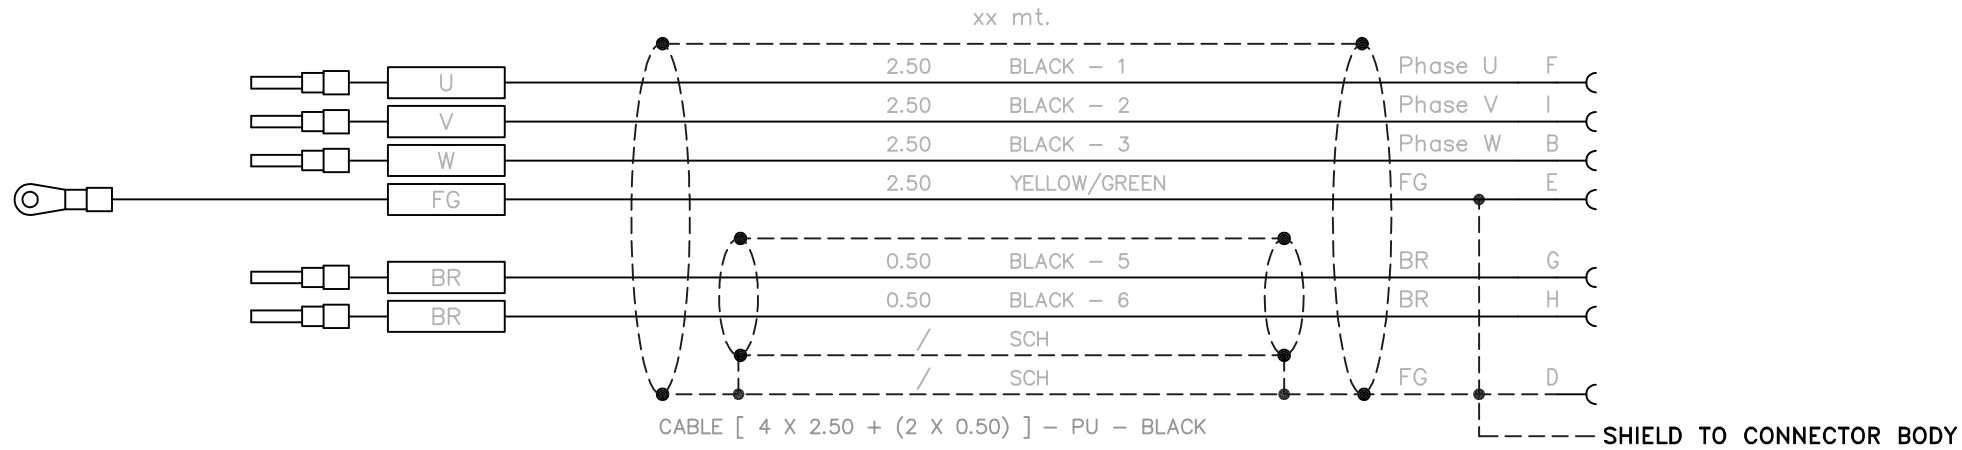 xx mt.
U 2.50 BLACK - 1 Phase U F
V 2.50 BLACK - 2 Phase V I
W 2.50 BLACK - 3 Phase W B
FG 2.50 YELLOW/GREEN FG E
BR 0.50 BLACK - 5 BR G
BR 0.50 BLACK - 6 BR H
/ SCH
/ SCH FG D
CABLE [ 4 X 2.50 + (2 X 0.50) ] - PU - BLACK
SHIELD TO CONNECTOR BODY